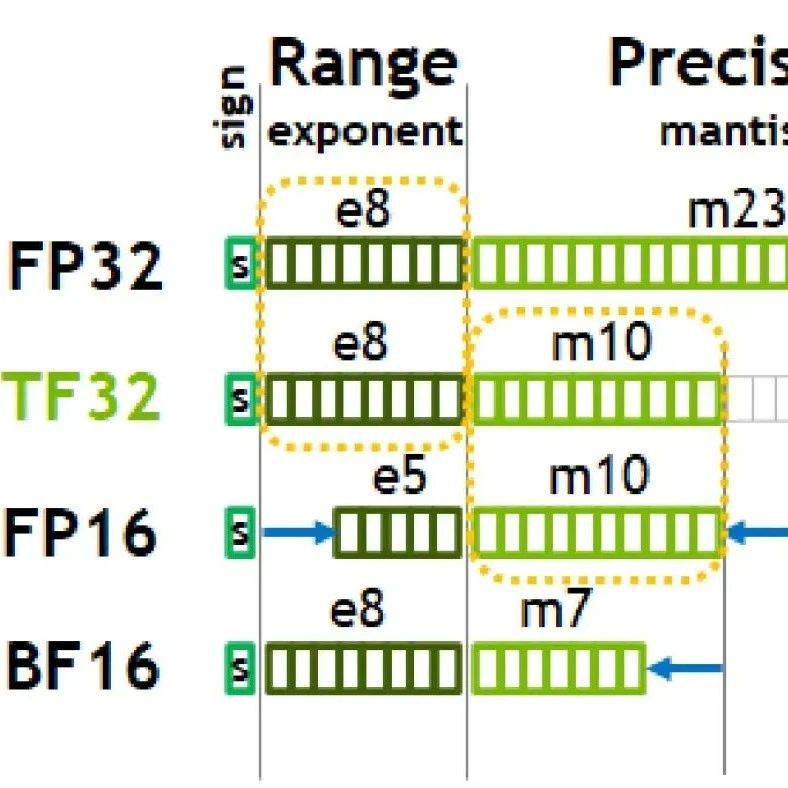 Range Precis
sign exponent mantis
e8 m23
FP32 s
e8 m10
TF32 s
e5 m10
FP16 s
e8 m7
BF16 s